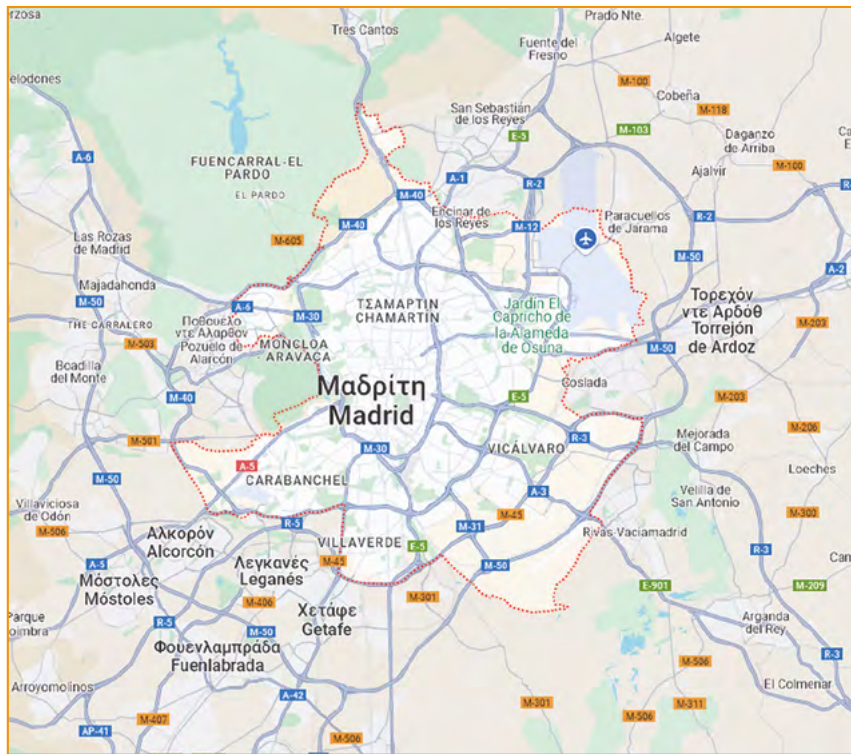 Prado Nte.
Tres Cantos
Fuente del
Fresno
Algete
M-100
Cobeña
M-118
San Sebastián
de los Reyes
E-5
M-103
Daganzo
de Arriba
A-6
A-1
R-2
Ajalvir
M-100
FUENCARRAL-EL
PARDO
EL PARDO
M-40
Encinar de
los Reyes
M-12
Paracuellos
de Jarama
R-2
M-605
M-40
M-50
Las Rozas
de Madrid
A-2
Majadahonda
M-50
A-6
M-30
ΤΣΑΜΑΡΤΙΝ
CHAMARTÍN
Jardín El
Capricho de
la Alameda
de Osuna
Τορεχόν
ντε Αρδόθ
Torrejón
de Ardoz
M-203
THE CARRALERO
M-503
Ποθουέλο
ντε Αλαρθόν
Pozuelo de
Alarcón
MONCLOA
ARAVACA
M-50
Boadilla
del Monte
Μαδρίτη
Madrid
E-5
Coslada
M-203
M-40
M-501
M-30
VICÁLVARO
R-3
Mejorada
del Campo
M-206
A-5
CARABANCHEL
M-50
A-3
Loeches
Villaviciosa
de Odón
M-506
R-5
M-45
M-31
Velilla de
San Antonio
M-300
Αλκορόν
Alcorcón
VILLAVERDE
E-5
Rivas-Vaciamadrid
A-5
Λεγκανές
Leganés
M-45
M-50
R-3
Μόστολες
Móstoles
M-406
M-301
E-901
M-209
Parque
Χετάφε
Getafe
R-5
M-50
Arganda
del Rey
Φουενλαμπράδα
Fuenlabrada
R-3
M-506
Arroyomolinos
A-42
El Colmenar
M-301
M-311
M-407
M-506
AP-41
M-506